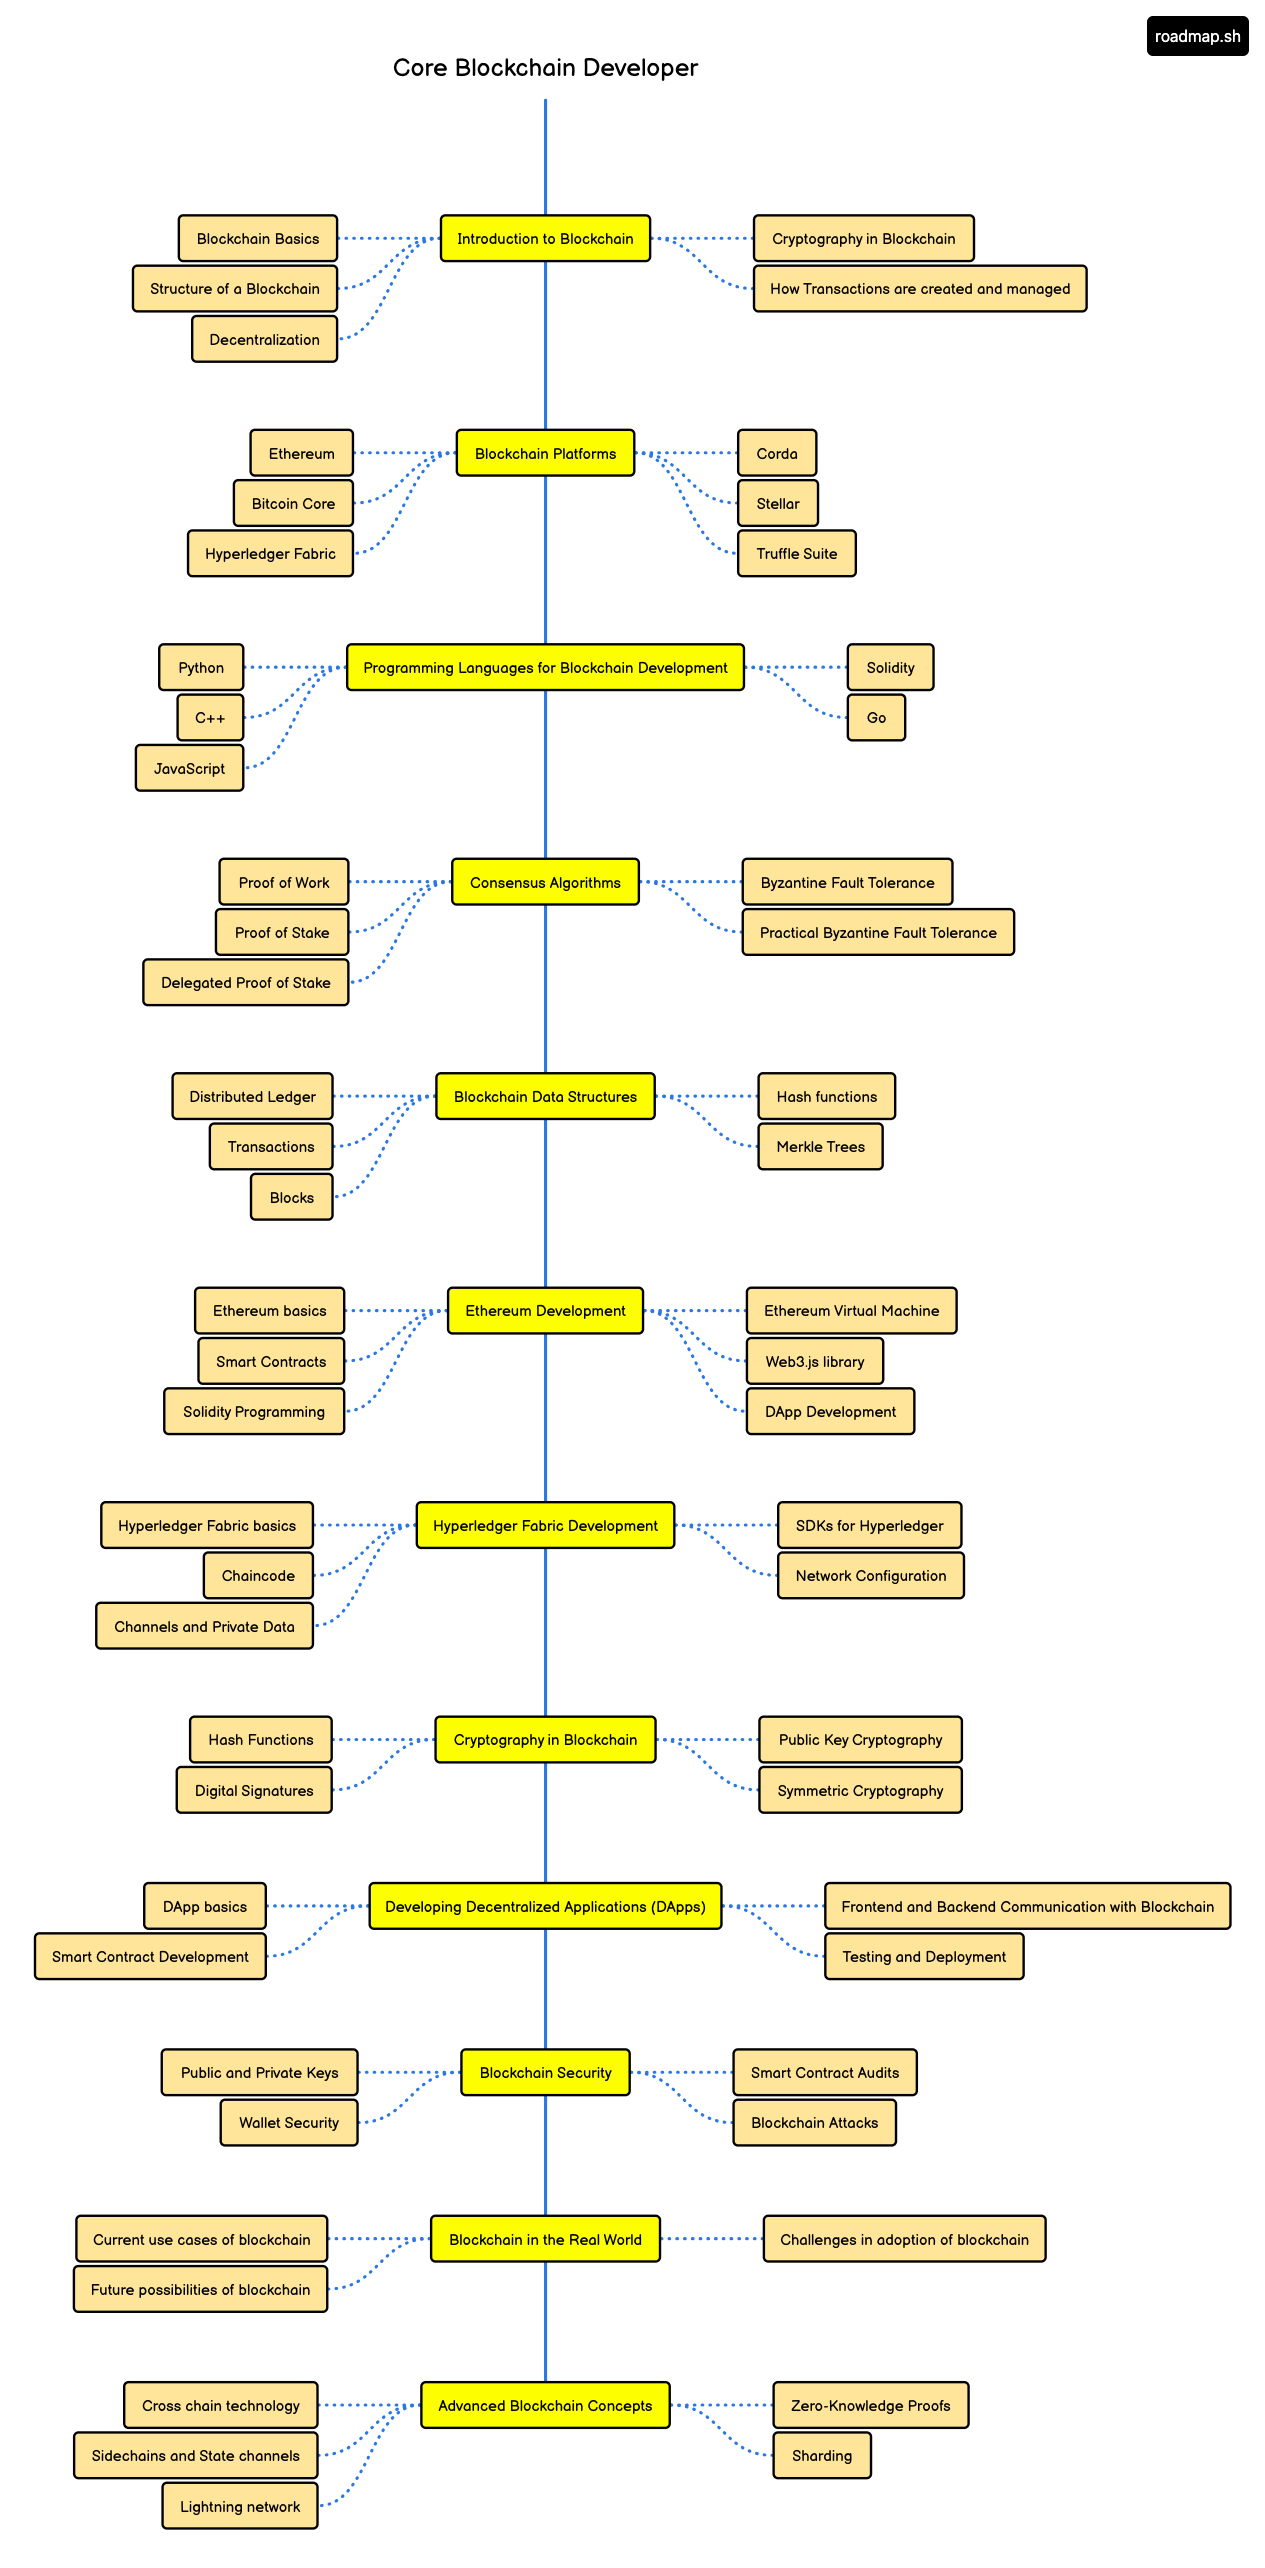 roadmap.sh
Core Blockchain Developer
Blockchain Basics
Structure of a Blockchain
Decentralization
Introduction to Blockchain
Cryptography in Blockchain
How Transactions are created and managed
Ethereum
Bitcoin Core
Hyperledger Fabric
Blockchain Platforms
Corda
Stellar
Truffle Suite
Python
C++
JavaScript
Programming Languages for Blockchain Development
Solidity
Go
Proof of Work
Proof of Stake
Delegated Proof of Stake
Consensus Algorithms
Byzantine Fault Tolerance
Practical Byzantine Fault Tolerance
Distributed Ledger
Transactions
Blocks
Blockchain Data Structures
Hash functions
Merkle Trees
Ethereum basics
Smart Contracts
Solidity Programming
Ethereum Development
Ethereum Virtual Machine
Web3.js library
DApp Development
Hyperledger Fabric basics
Chaincode
Channels and Private Data
Hyperledger Fabric Development
SDKs for Hyperledger
Network Configuration
Hash Functions
Digital Signatures
Cryptography in Blockchain
Public Key Cryptography
Symmetric Cryptography
DApp basics
Smart Contract Development
Developing Decentralized Applications (DApps)
Frontend and Backend Communication with Blockchain
Testing and Deployment
Public and Private Keys
Wallet Security
Blockchain Security
Smart Contract Audits
Blockchain Attacks
Current use cases of blockchain
Future possibilities of blockchain
Blockchain in the Real World
Challenges in adoption of blockchain
Cross chain technology
Sidechains and State channels
Lightning network
Advanced Blockchain Concepts
Zero-Knowledge Proofs
Sharding